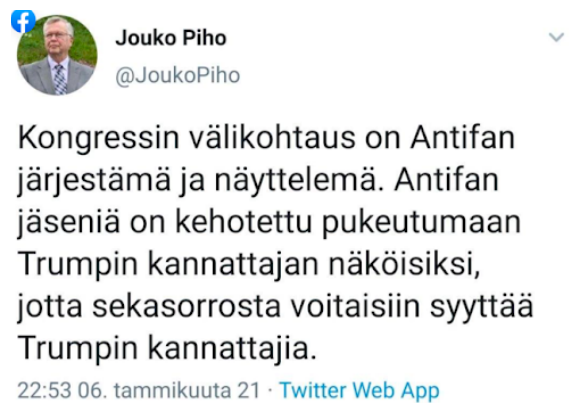 Jouko Piho
@JoukoPiho
Kongressin välikohtaus on Antifan
järjestämä ja näyttelemä. Antifan
jäseniä on kehotettu pukeutumaan
Trumpin kannattajan näköisiksi,
jotta sekasorrosta voitaisiin syyttää
Trumpin kannattajia.
22:53 06. tammikuuta 21 · Twitter Web App